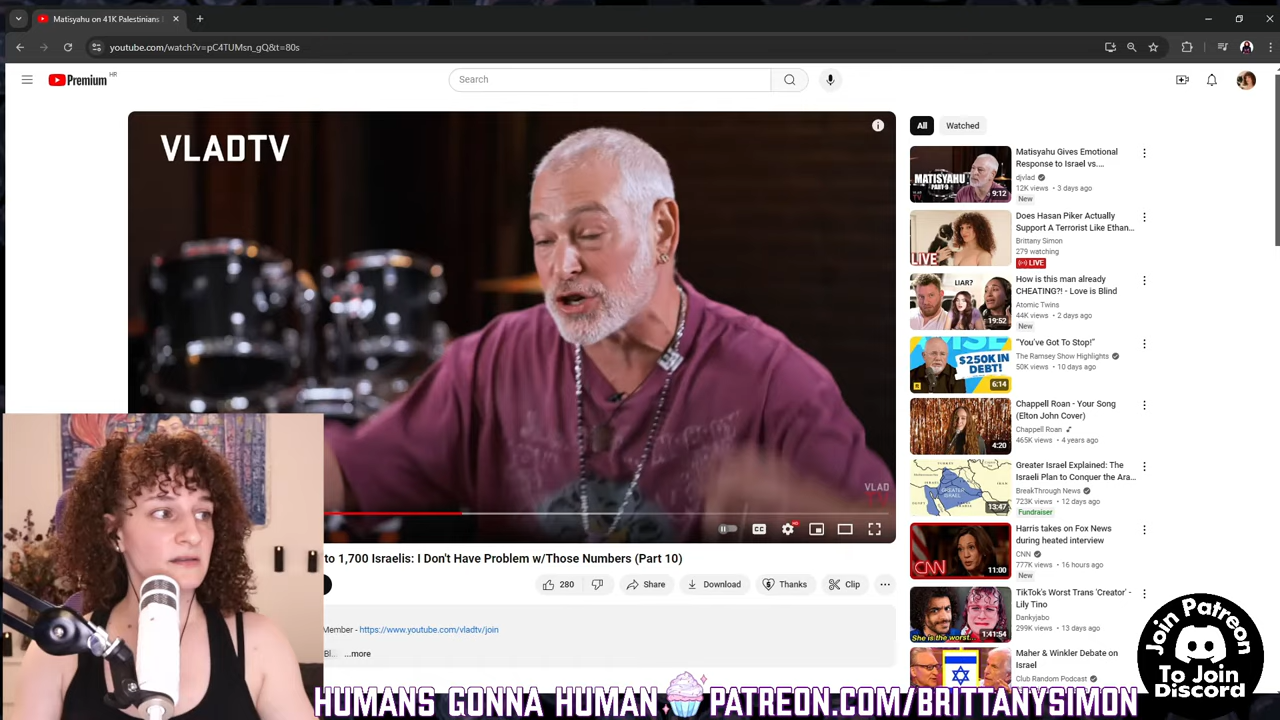 Matisyahu on 41K Palestinians
youtube.com/watch?v=pC4TUMsn_gQ&t=80s
Premium HR
Search
VLADTV
VLAD
to 1,700 Israelis: I Don't Have Problem w/Those Numbers (Part 10)
280
Share
Download
Thanks
Clip
Member - https://www.youtube.com/vladtv/join
...more
All
Watched
MATISYAHU
PART 9
9:12
Matisyahu Gives Emotional
Response to Israel vs....
djvlad
12K views • 3 days ago
New
LIVE
Does Hasan Piker Actually
Support A Terrorist Like Ethan...
Brittany Simon
279 watching
LIVE
LIAR?
19:52
How is this man already
CHEATING?! - Love is Blind
Atomic Twins
44K views • 2 days ago
New
$250K IN
DEBT!
6:14
“You've Got To Stop!”
The Ramsey Show Highlights
50K views • 10 days ago
4:20
Chappell Roan - Your Song
(Elton John Cover)
Chappell Roan
465K views • 4 years ago
GREATER
ISRAEL
13:47
Greater Israel Explained: The
Israeli Plan to Conquer the Ara...
BreakThrough News
723K views • 12 days ago
Fundraiser
CNN
11:00
Harris takes on Fox News
during heated interview
CNN
777K views • 16 hours ago
New
She is the worst...
1:41:54
TikTok's Worst Trans 'Creator' -
Lily Tino
Dankyjabo
299K views • 13 days ago
Maher & Winkler Debate on
Israel
Club Random Podcast
Join Patreon
To Join
Discord
HUMANS GONNA HUMAN PATREON.COM/BRITTANYSIMON